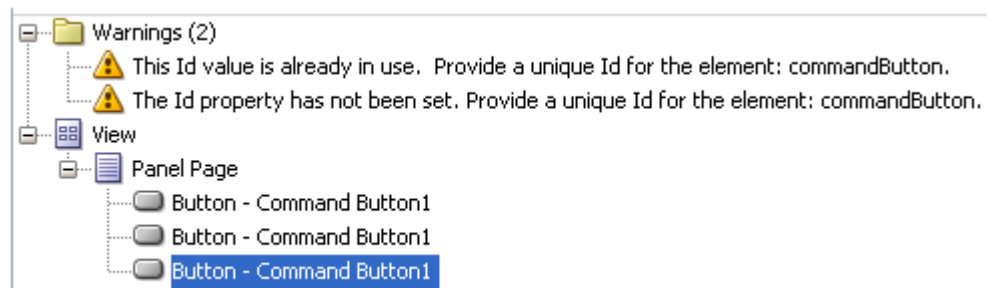 Warnings (2)
This Id value is already in use.  Provide a unique Id for the element: commandButton.
The Id property has not been set. Provide a unique Id for the element: commandButton.
View
Panel Page
Button - Command Button1
Button - Command Button1
Button - Command Button1